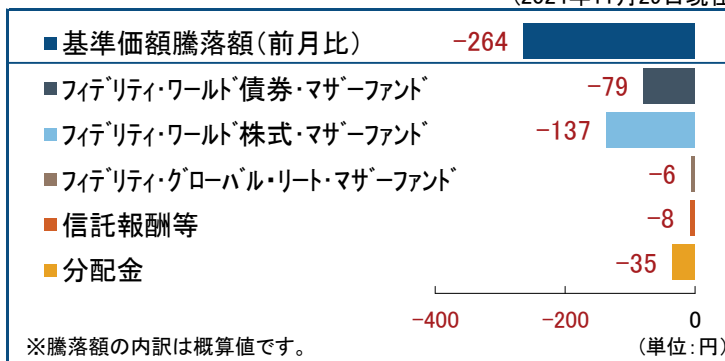 ■基準価額騰落額(前月比) -264
■フィデリティ・ワールド債券・マザーファンド -79
■フィデリティ・ワールド株式・マザーファンド -137
■フィデリティ・グローバル・リート・マザーファンド -6
■信託報酬等 -8
■分配金 -35
-400 -200 0
※騰落額の内訳は概算値です。 (単位:円)